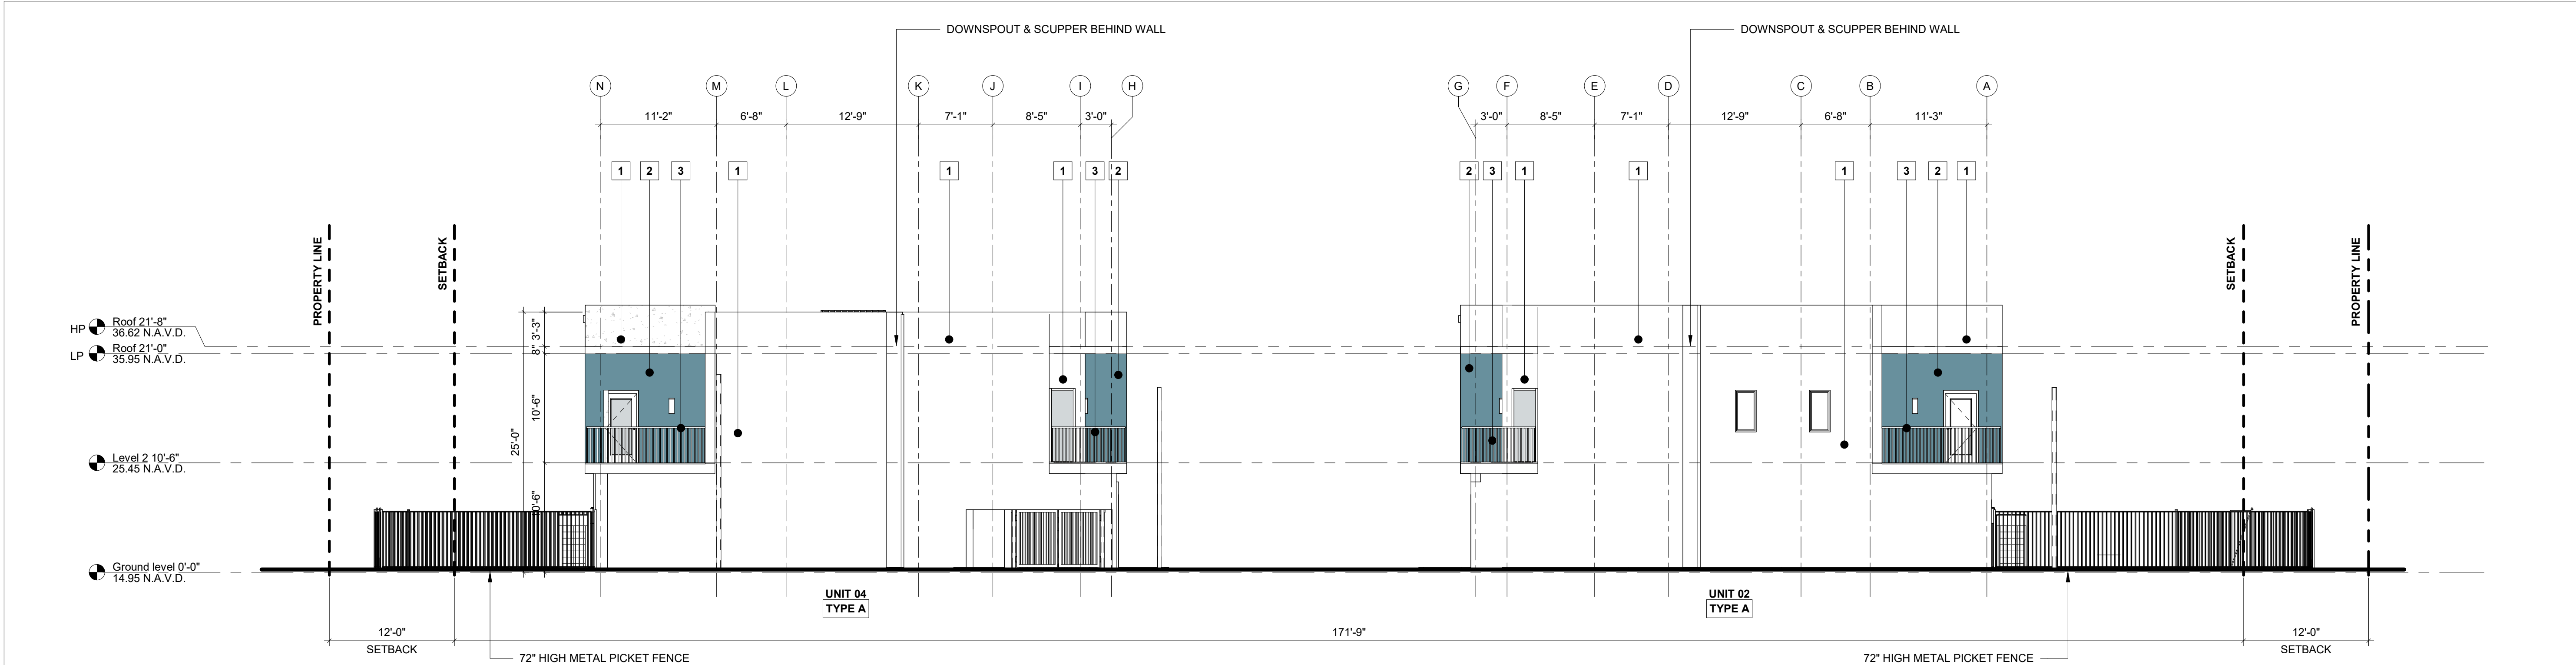 DOWNSPOUT & SCUPPER BEHIND WALL
DOWNSPOUT & SCUPPER BEHIND WALL
N M L K J I H G F E D C B A
11'-2" 6'-8" 12'-9" 7'-1" 8'-5" 3'-0" 3'-0" 8'-5" 7'-1" 12'-9" 6'-8" 11'-3"
1 2 3 1 1 1 3 2 2 3 1 1 1 3 2 1
PROPERTY LINE
SETBACK
SETBACK
PROPERTY LINE
HP
Roof 21'-8"
36.62 N.A.V.D.
LP
Roof 21'-0"
35.95 N.A.V.D.
3'-3"
8"
10'-6"
25'-0"
10'-6"
Level 2 10'-6"
25.45 N.A.V.D.
Ground level 0'-0"
14.95 N.A.V.D.
UNIT 04
TYPE A
UNIT 02
TYPE A
12'-0"
SETBACK
171'-9"
12'-0"
SETBACK
72" HIGH METAL PICKET FENCE
72" HIGH METAL PICKET FENCE